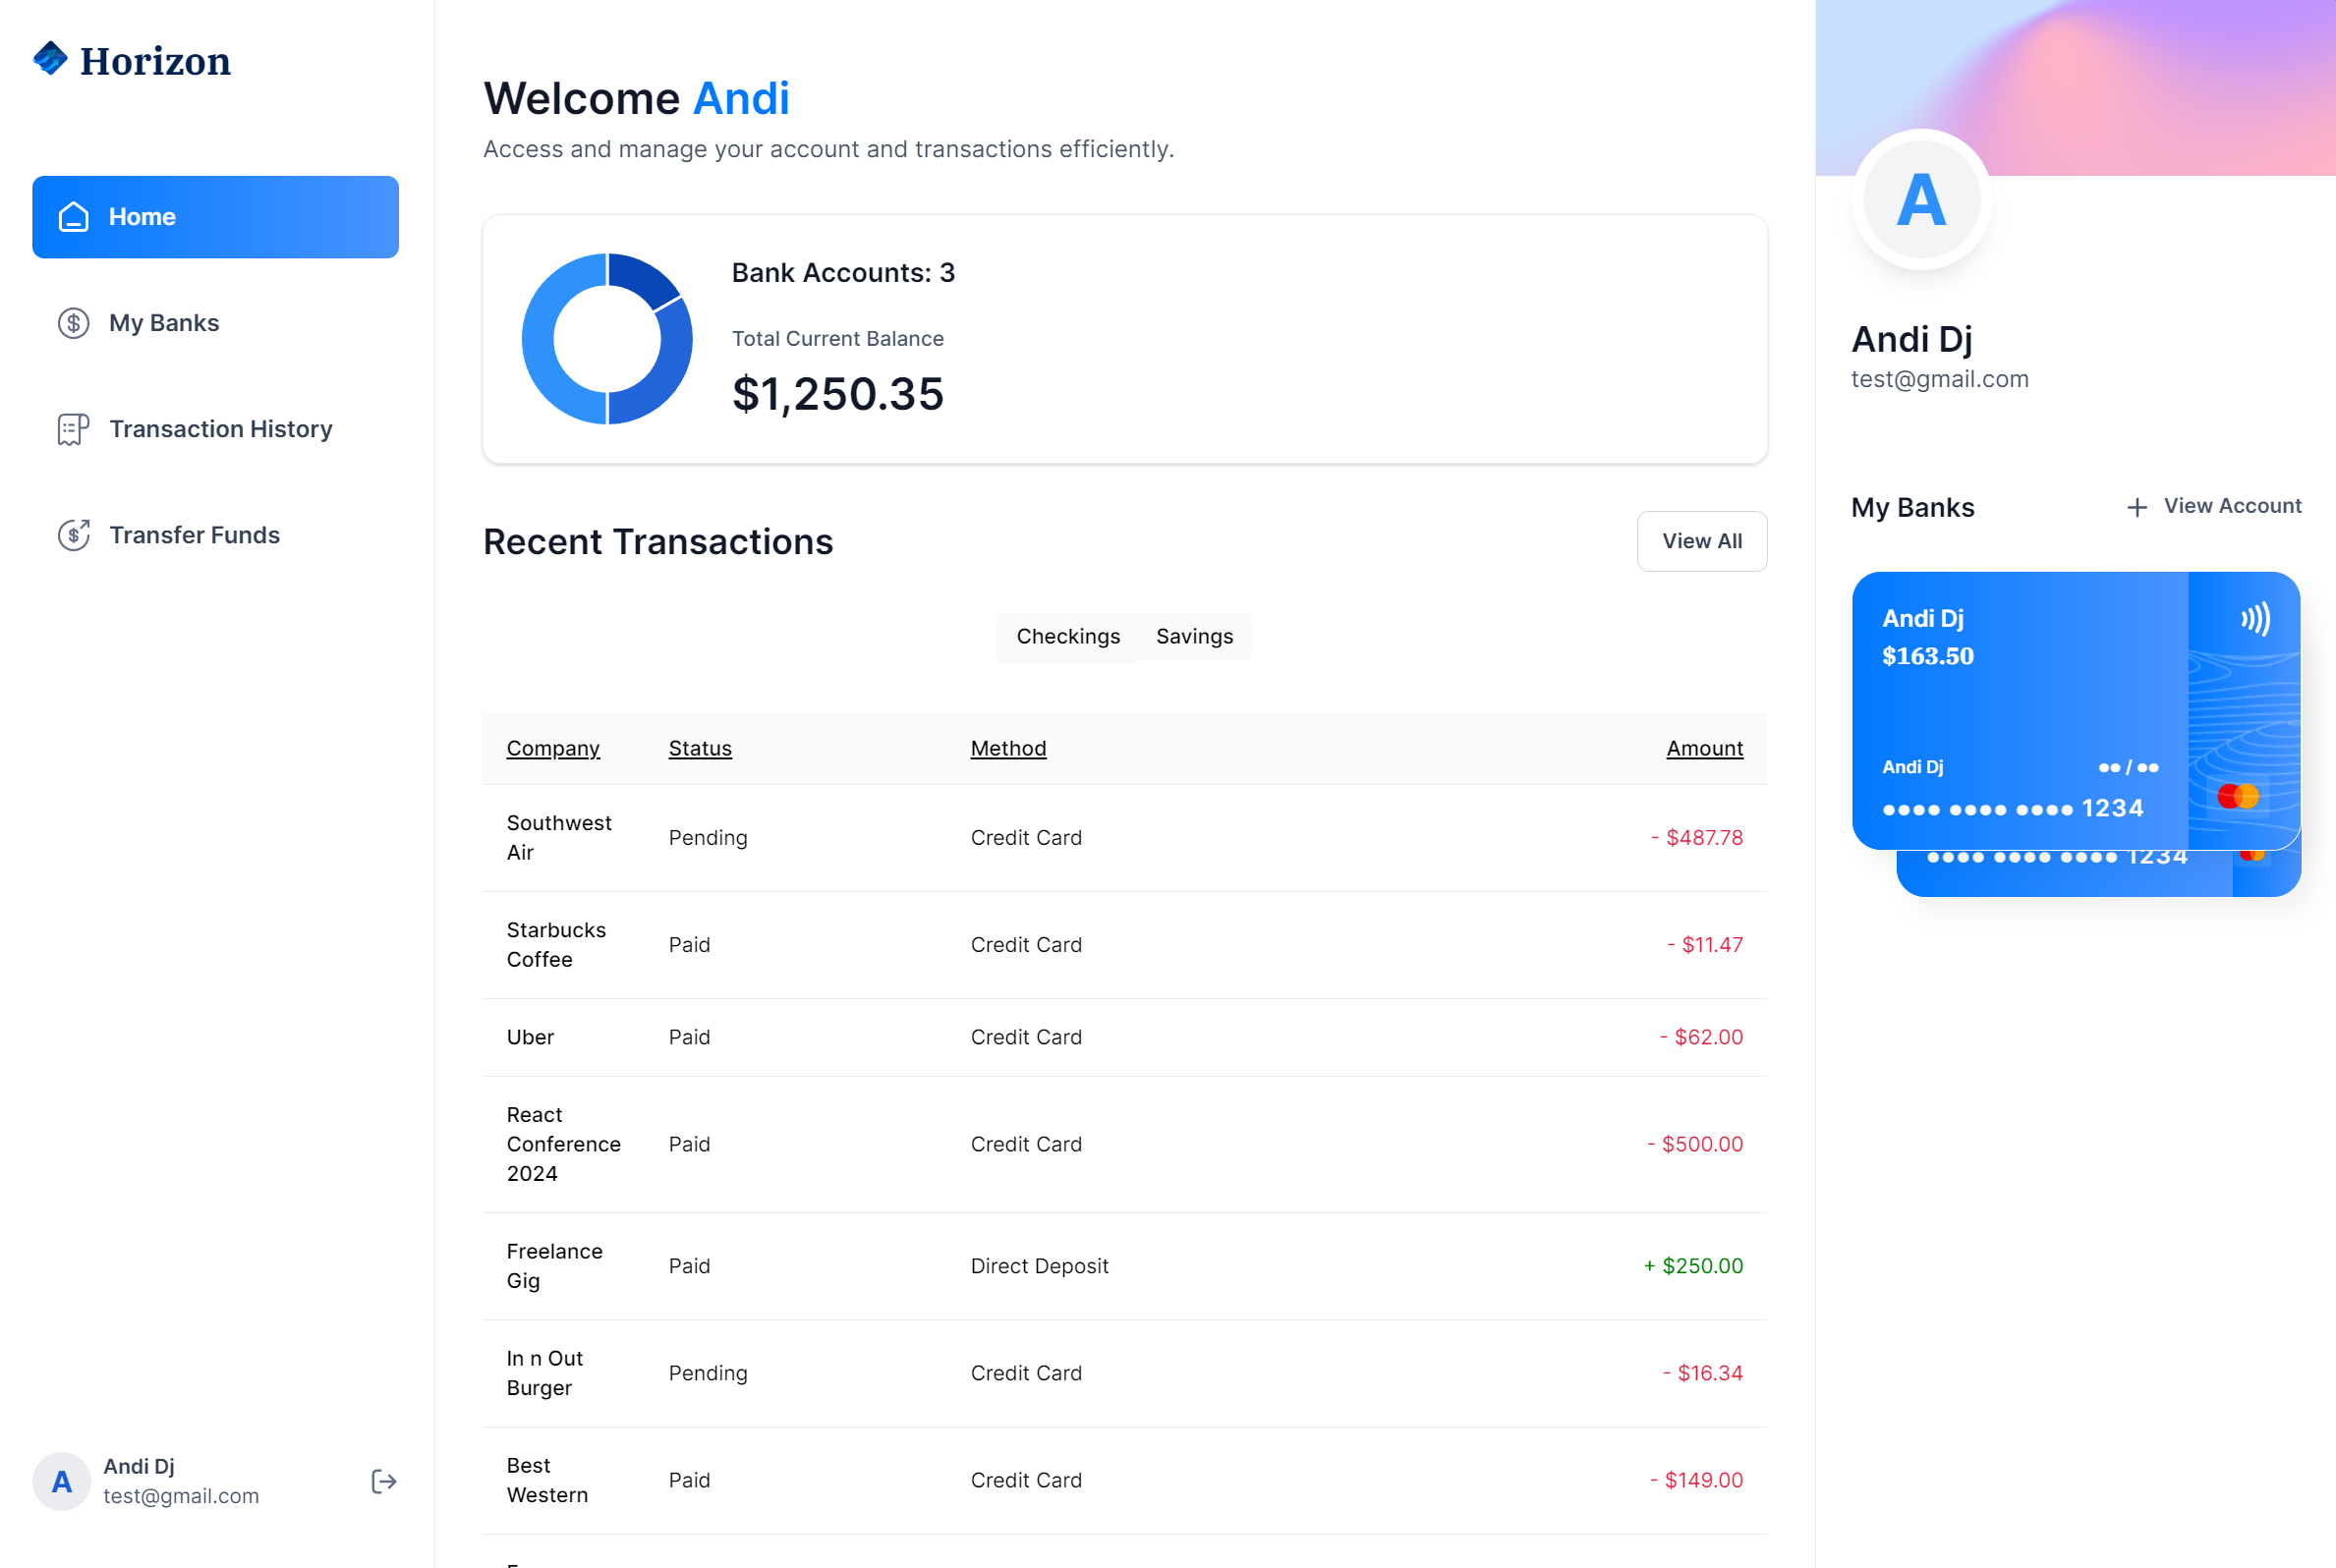 Horizon
Home
My Banks
Transaction History
Transfer Funds
A
Andi Dj
test@gmail.com
Welcome Andi
Access and manage your account and transactions efficiently.
Bank Accounts: 3
Total Current Balance
$1,250.35
Recent Transactions
View All
Checkings
Savings
Company Status Method Amount
Southwest
Air
Pending Credit Card - $487.78
Starbucks
Coffee
Paid Credit Card - $11.47
Uber Paid Credit Card - $62.00
React
Conference
2024
Paid Credit Card - $500.00
Freelance
Gig
Paid Direct Deposit + $250.00
In n Out
Burger
Pending Credit Card - $16.34
Best
Western
Paid Credit Card - $149.00
A
Andi Dj
test@gmail.com
My Banks
+ View Account
Andi Dj
$163.50
Andi Dj ●● / ●●
●●●● ●●●● ●●●● 1234
●●●● ●●●● ●●●● 1234